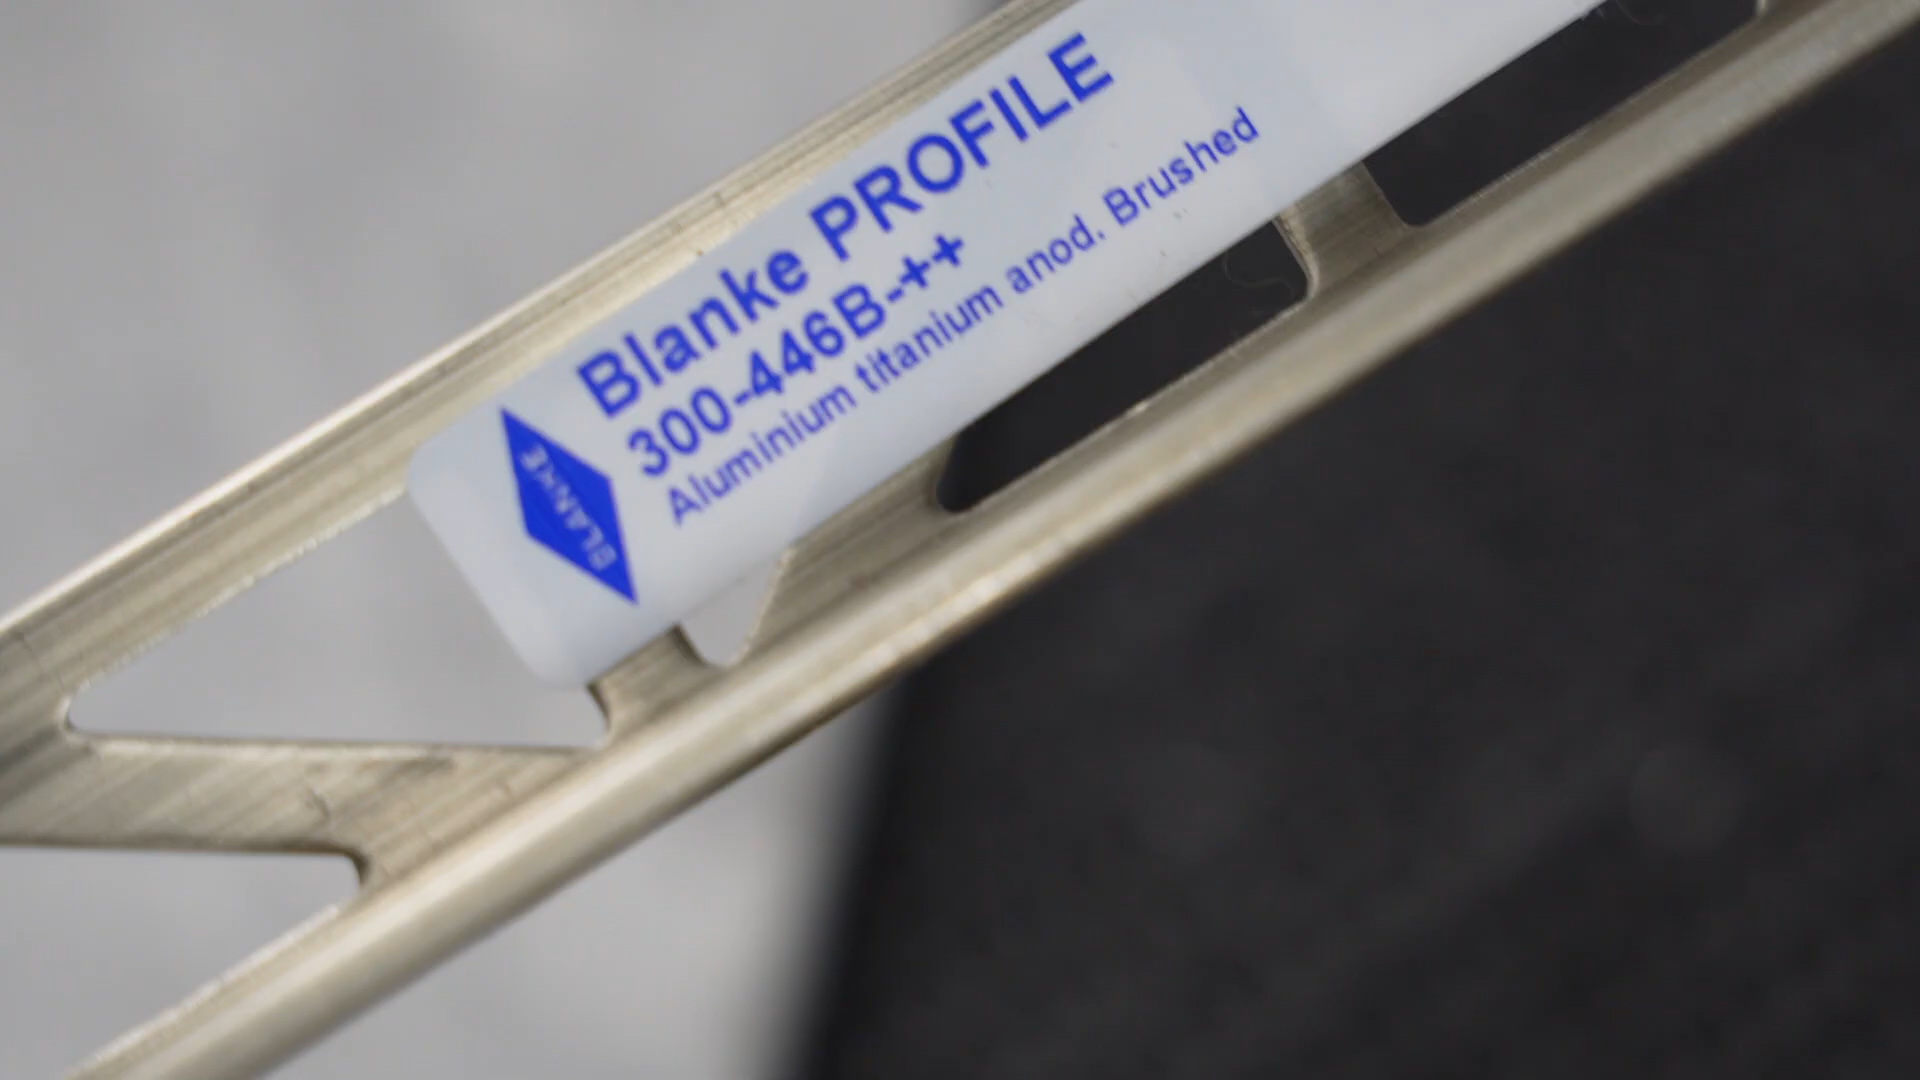 Blanke PROFILE
300-446B-++
Aluminium titanium anod. Brushed
BLANKE